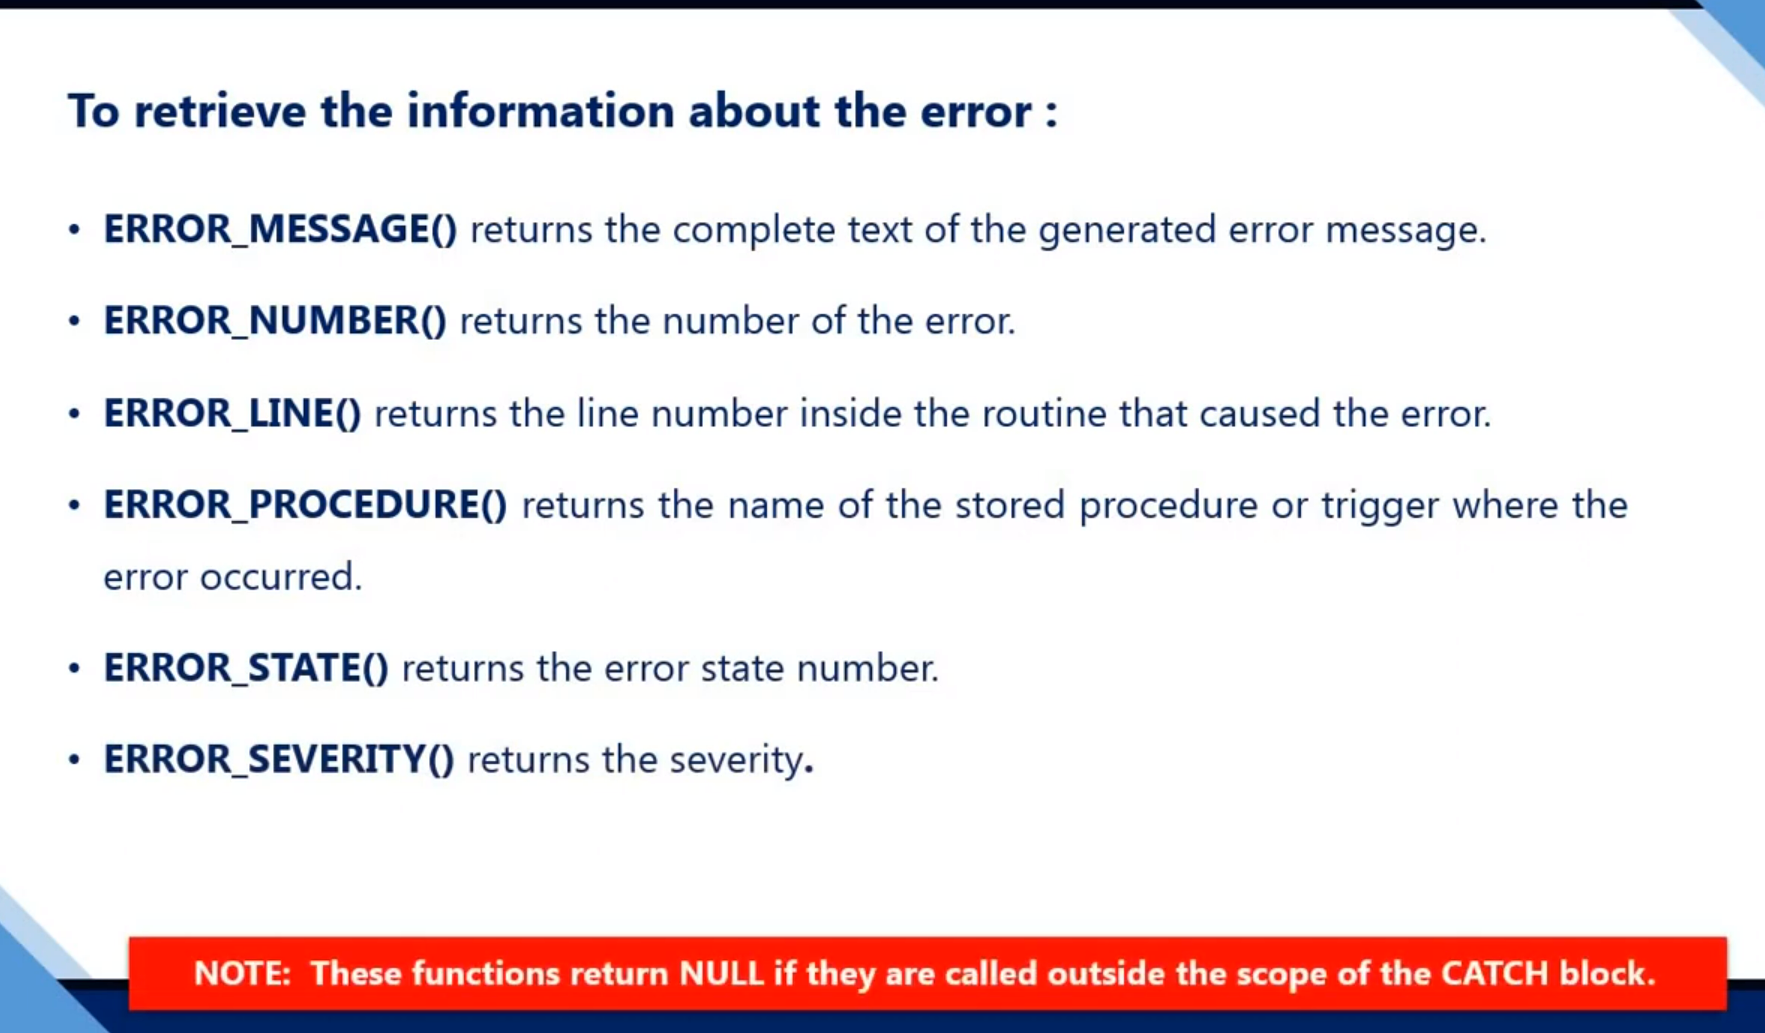 To retrieve the information about the error :
• ERROR_MESSAGE() returns the complete text of the generated error message.
• ERROR_NUMBER() returns the number of the error.
• ERROR_LINE() returns the line number inside the routine that caused the error.
• ERROR_PROCEDURE() returns the name of the stored procedure or trigger where the
error occurred.
• ERROR_STATE() returns the error state number.
• ERROR_SEVERITY() returns the severity.
NOTE: These functions return NULL if they are called outside the scope of the CATCH block.